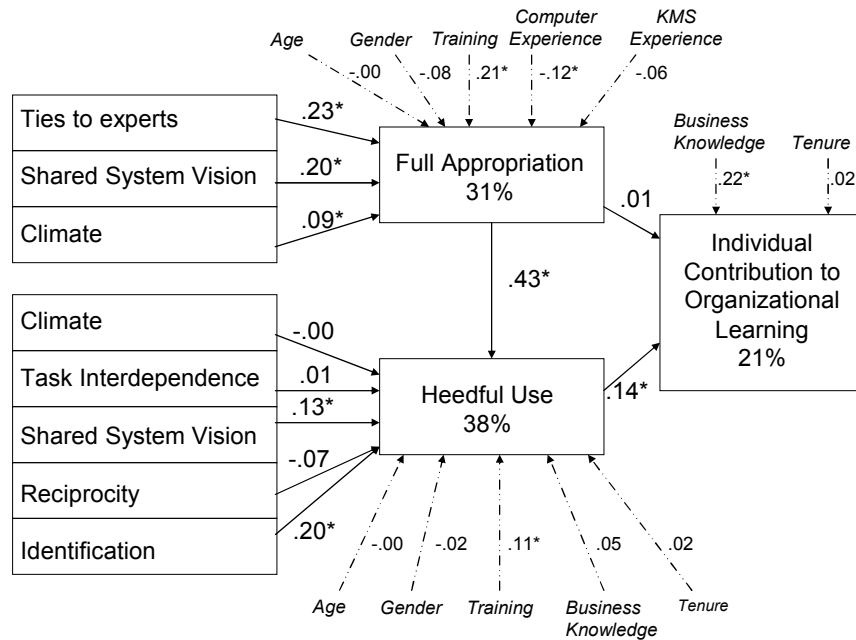 Age
Gender
Training
Computer
Experience
KMS
Experience
-.00
-.08
.21*
-.12*
-.06
Ties to experts
.23*
Shared System Vision
.20*
Climate
.09*
Full Appropriation
31%
Business
Knowledge
Tenure
.22*
.02
.01
Individual
Contribution to
Organizational
Learning
21%
.43*
Climate
-.00
Task Interdependence
.01
Shared System Vision
.13*
Reciprocity
-.07
Identification
.20*
Heedful Use
38%
.14*
-.00
-.02
.11*
.05
.02
Age
Gender
Training
Business
Knowledge
Tenure